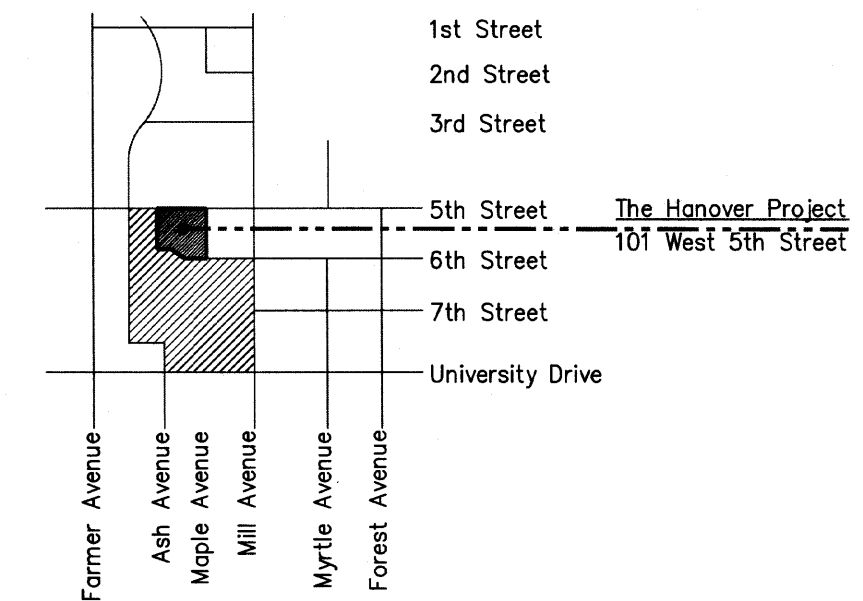 1st Street
2nd Street
3rd Street
5th Street
The Hanover Project
101 West 5th Street
6th Street
7th Street
University Drive
Farmer Avenue
Ash Avenue
Maple Avenue
Mill Avenue
Myrtle Avenue
Forest Avenue